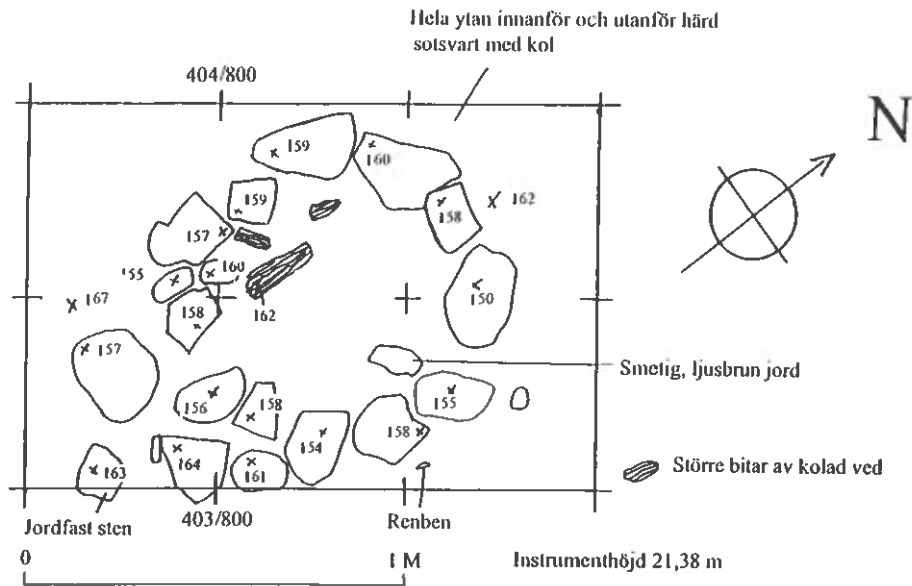 Hela ytan innanför och utanför hård
sotsvart med kol
404/800
N
159
160
159
158
162
157
155
160
167
150
158
162
157
Smetig, ljusbrun jord
156
158
155
154
158
Större bitar av kolad ved
163
164
161
Jordfast sten
403/800
Renben
0
1 M
Instrumenthöjd 21,38 m